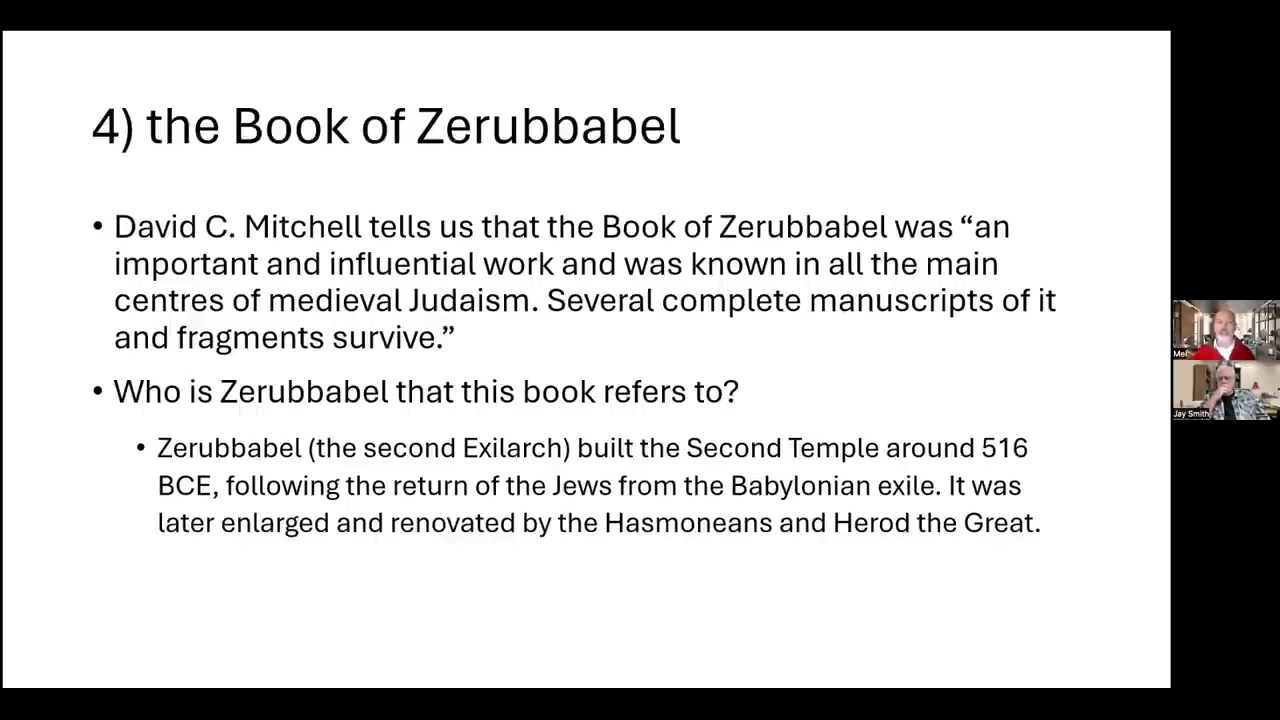 4) the Book of Zerubbabel
• David C. Mitchell tells us that the Book of Zerubbabel was “an
important and influential work and was known in all the main
centres of medieval Judaism. Several complete manuscripts of it
and fragments survive.”
• Who is Zerubbabel that this book refers to?
• Zerubbabel (the second Exilarch) built the Second Temple around 516
BCE, following the return of the Jews from the Babylonian exile. It was
later enlarged and renovated by the Hasmoneans and Herod the Great.
Mel
Jay Smith